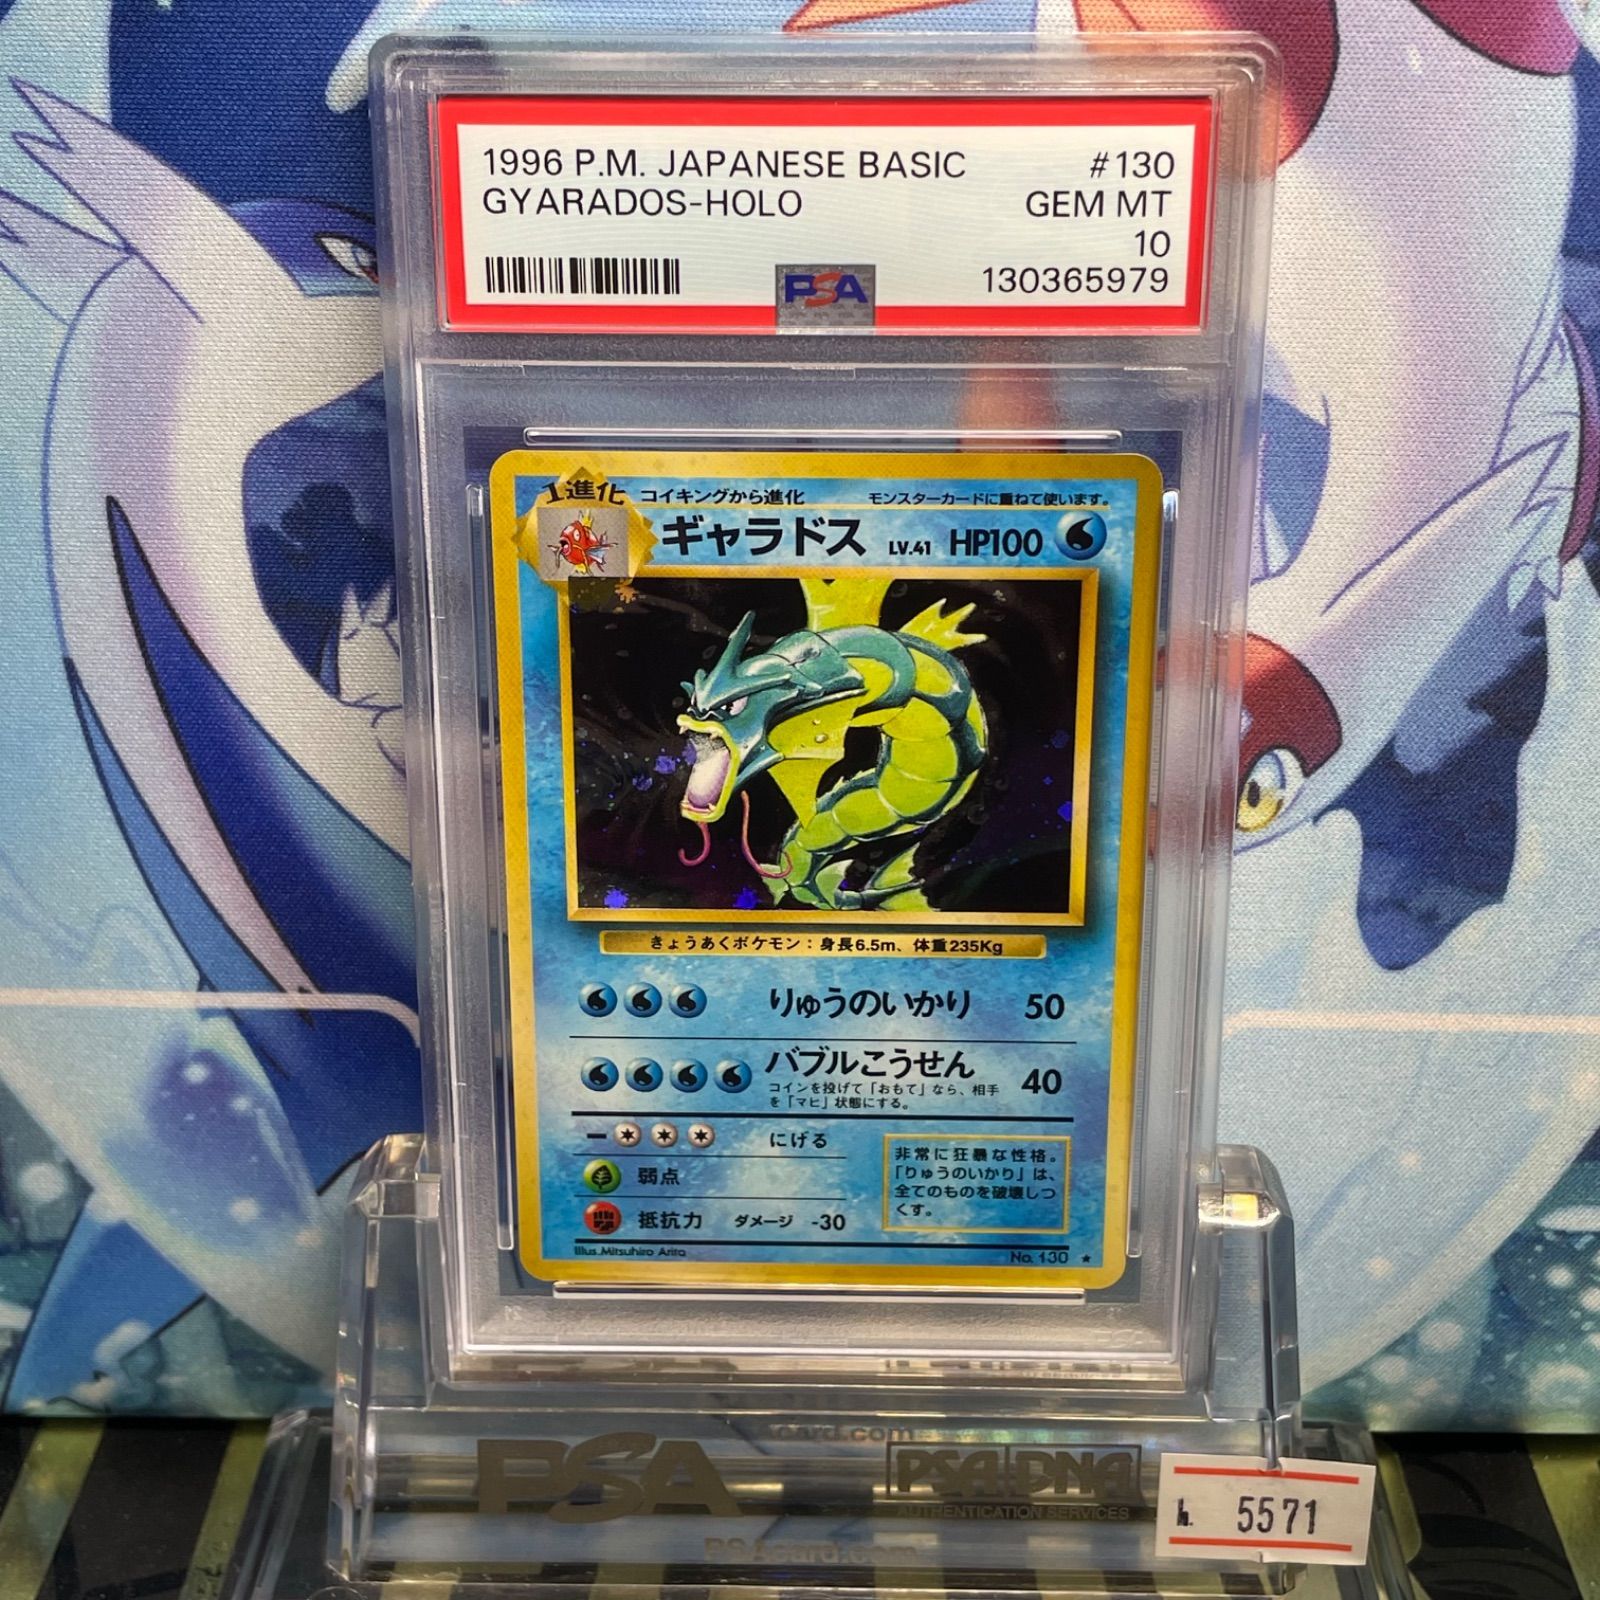 1996 P.M. JAPANESE BASIC #130
GYARADOS-HOLO GEM MT
10
PSA 130365979
1進化 コイキングから進化 モンスターカードに重ねて使います。
ギャラドス LV.41 HP100
きょうあくポケモン：身長6.5m、体重235Kg
りゅうのいかり 50
バブルこうせん 40
コインを投げて「おもて」なら、相手
を「マヒ」状態にする。
にげる
弱点
抵抗力 ダメージ -30
非常に狂暴な性格。
「りゅうのいかり」は、
全てのものを破壊しつ
くす。
Illus. Mitsuhiro Arita No. 130 ★
PSA PSA DNA
AUTHENTICATION SERVICES
PSAcard.com
5571